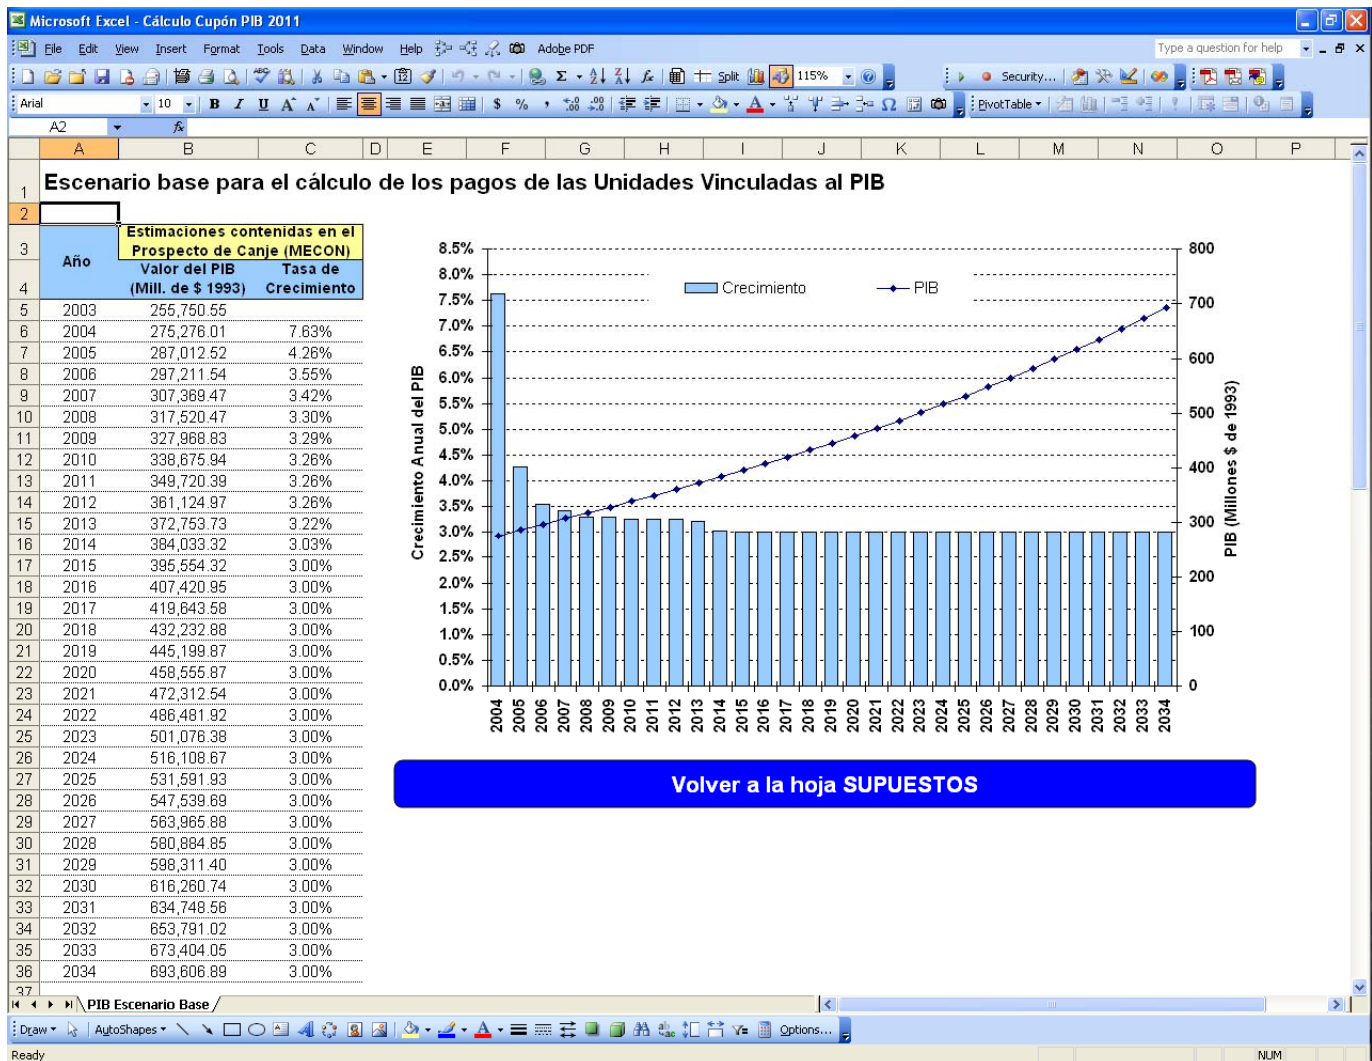 Microsoft Excel - Cálculo Cupón PIB 2011
File Edit View Insert Format Tools Data Window Help Adobe PDF Type a question for help
Split 115% Security...
Arial 10 B I U A A $ % , PivotTable
A2 fx
A B C D E F G H I J K L M N O P
1 Escenario base para el cálculo de los pagos de las Unidades Vinculadas al PIB
2
3 Año Estimaciones contenidas en el
Prospecto de Canje (MECON)
4 Valor del PIB Tasa de
(Mill. de $ 1993) Crecimiento
5 2003 255,750.55
6 2004 275,276.01 7.63%
7 2005 287,012.52 4.26%
8 2006 297,211.54 3.55%
9 2007 307,369.47 3.42%
10 2008 317,520.47 3.30%
11 2009 327,968.83 3.29%
12 2010 338,675.94 3.26%
13 2011 349,720.39 3.26%
14 2012 361,124.97 3.26%
15 2013 372,753.73 3.22%
16 2014 384,033.32 3.03%
17 2015 395,554.32 3.00%
18 2016 407,420.95 3.00%
19 2017 419,643.58 3.00%
20 2018 432,232.88 3.00%
21 2019 445,199.87 3.00%
22 2020 458,555.87 3.00%
23 2021 472,312.54 3.00%
24 2022 486,481.92 3.00%
25 2023 501,076.38 3.00%
26 2024 516,108.67 3.00%
27 2025 531,591.93 3.00%
28 2026 547,539.69 3.00%
29 2027 563,965.88 3.00%
30 2028 580,884.85 3.00%
31 2029 598,311.40 3.00%
32 2030 616,260.74 3.00%
33 2031 634,748.56 3.00%
34 2032 653,791.02 3.00%
35 2033 673,404.05 3.00%
36 2034 693,606.89 3.00%
37
Crecimiento Anual del PIB
8.5%
8.0%
7.5%
7.0%
6.5%
6.0%
5.5%
5.0%
4.5%
4.0%
3.5%
3.0%
2.5%
2.0%
1.5%
1.0%
0.5%
0.0%
Crecimiento PIB
800
700
600
500
400
300
200
100
0
PIB (Millones $ de 1993)
2004 2005 2006 2007 2008 2009 2010 2011 2012 2013 2014 2015 2016 2017 2018 2019 2020 2021 2022 2023 2024 2025 2026 2027 2028 2029 2030 2031 2032 2033 2034
Volver a la hoja SUPUESTOS
PIB Escenario Base
Draw AutoShapes Options...
Ready NUM